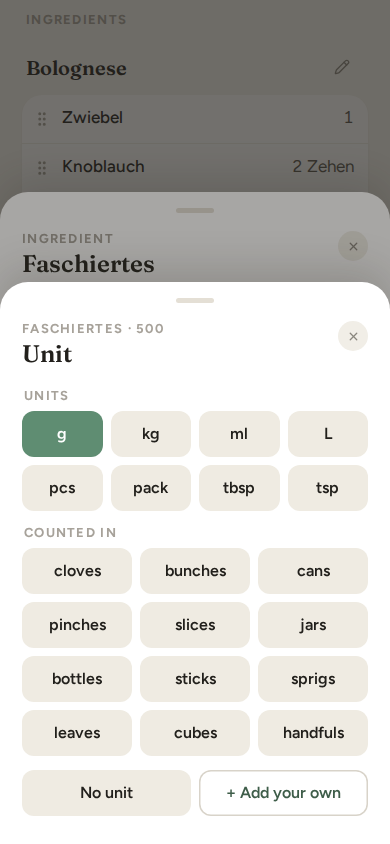 INGREDIENTS
Bolognese
Zwiebel 1
Knoblauch 2 Zehen
INGREDIENT
Faschiertes
FASCHIERTES · 500
Unit
UNITS
g kg ml L
pcs pack tbsp tsp
COUNTED IN
cloves bunches cans
pinches slices jars
bottles sticks sprigs
leaves cubes handfuls
No unit + Add your own